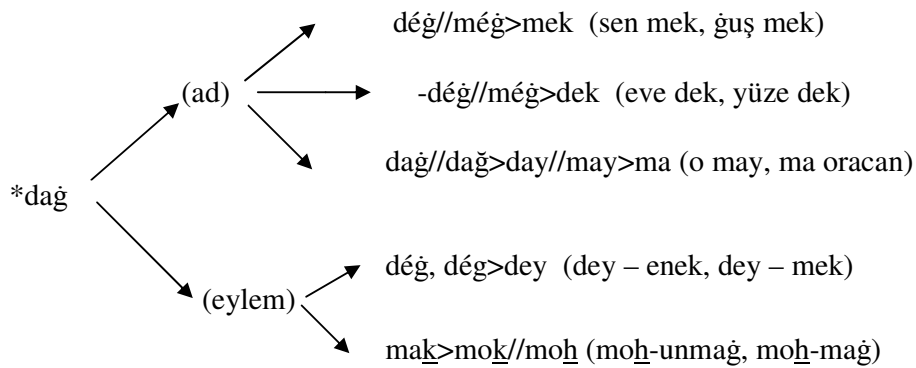 déġ//méġ>mek (sen mek, ġuş mek)
(ad)
-déġ//méġ>dek (eve dek, yüze dek)
daġ//dağ>day//may>ma (o may, ma oracan)
*daġ
déġ, dég>dey (dey – enek, dey – mek)
(eylem)
mak̲>mok̲//moh̲ (moh̲-unmaġ, moh̲-maġ)